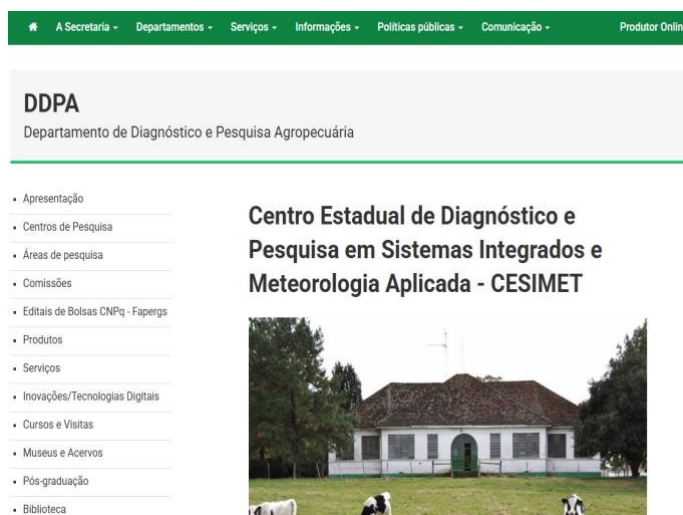 A Secretaria
Departamentos
Serviços
Informações
Políticas públicas
Comunicação
Produtor Onlin
DDPA
Departamento de Diagnóstico e Pesquisa Agropecuária
Apresentação
Centros de Pesquisa
Áreas de pesquisa
Comissões
Editais de Bolsas CNPq - Fapergs
Produtos
Serviços
Inovações/Tecnologias Digitais
Cursos e Visitas
Museus e Acervos
Pós-graduação
Biblioteca
Centro Estadual de Diagnóstico e
Pesquisa em Sistemas Integrados e
Meteorologia Aplicada - CESIMET